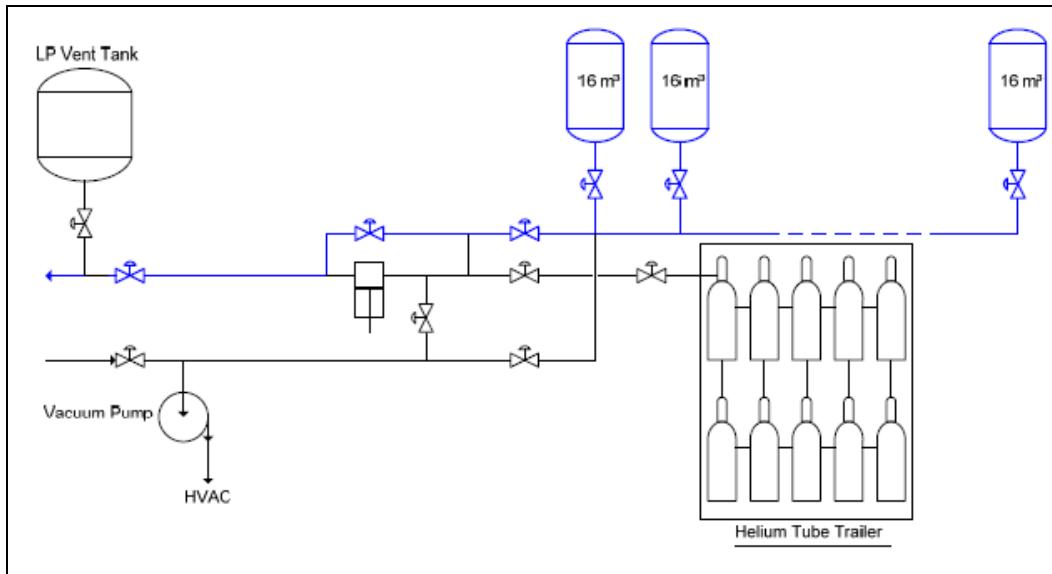 LP Vent Tank
16 m³
16 m³
16 m³
Vacuum Pump
HVAC
Helium Tube Trailer